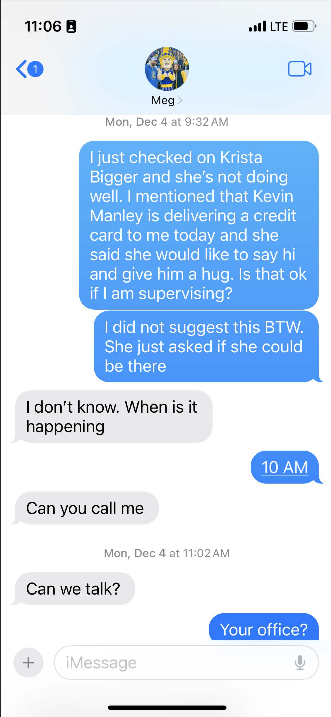 11:06
LTE
1
Meg
Mon, Dec 4 at 9:32 AM
I just checked on Krista
Bigger and she's not doing
well. I mentioned that Kevin
Manley is delivering a credit
card to me today and she
said she would like to say hi
and give him a hug. Is that ok
if I am supervising?
I did not suggest this BTW.
She just asked if she could
be there
I don't know. When is it
happening
10 AM
Can you call me
Mon, Dec 4 at 11:02 AM
Can we talk?
Your office?
iMessage